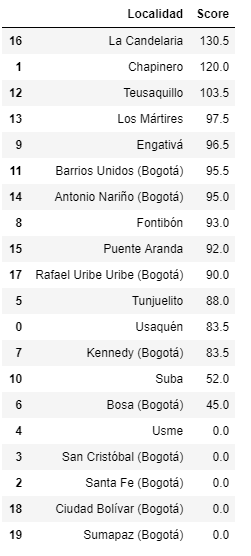 Localidad Score
16 La Candelaria 130.5
1 Chapinero 120.0
12 Teusaquillo 103.5
13 Los Mártires 97.5
9 Engativá 96.5
11 Barrios Unidos (Bogotá) 95.5
14 Antonio Nariño (Bogotá) 95.0
8 Fontibón 93.0
15 Puente Aranda 92.0
17 Rafael Uribe Uribe (Bogotá) 90.0
5 Tunjuelito 88.0
0 Usaquén 83.5
7 Kennedy (Bogotá) 83.5
10 Suba 52.0
6 Bosa (Bogotá) 45.0
4 Usme 0.0
3 San Cristóbal (Bogotá) 0.0
2 Santa Fe (Bogotá) 0.0
18 Ciudad Bolívar (Bogotá) 0.0
19 Sumapaz (Bogotá) 0.0